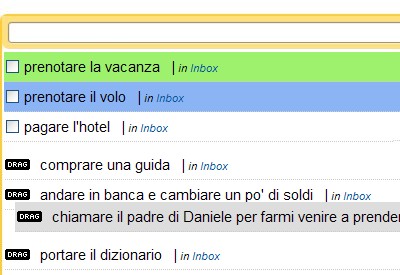 prenotare la vacanza | in Inbox
prenotare il volo | in Inbox
pagare l'hotel | in Inbox
DRAG comprare una guida | in Inbox
DRAG andare in banca e cambiare un po' di soldi | in Inbox
DRAG chiamare il padre di Daniele per farmi venire a prender
DRAG portare il dizionario | in Inbox